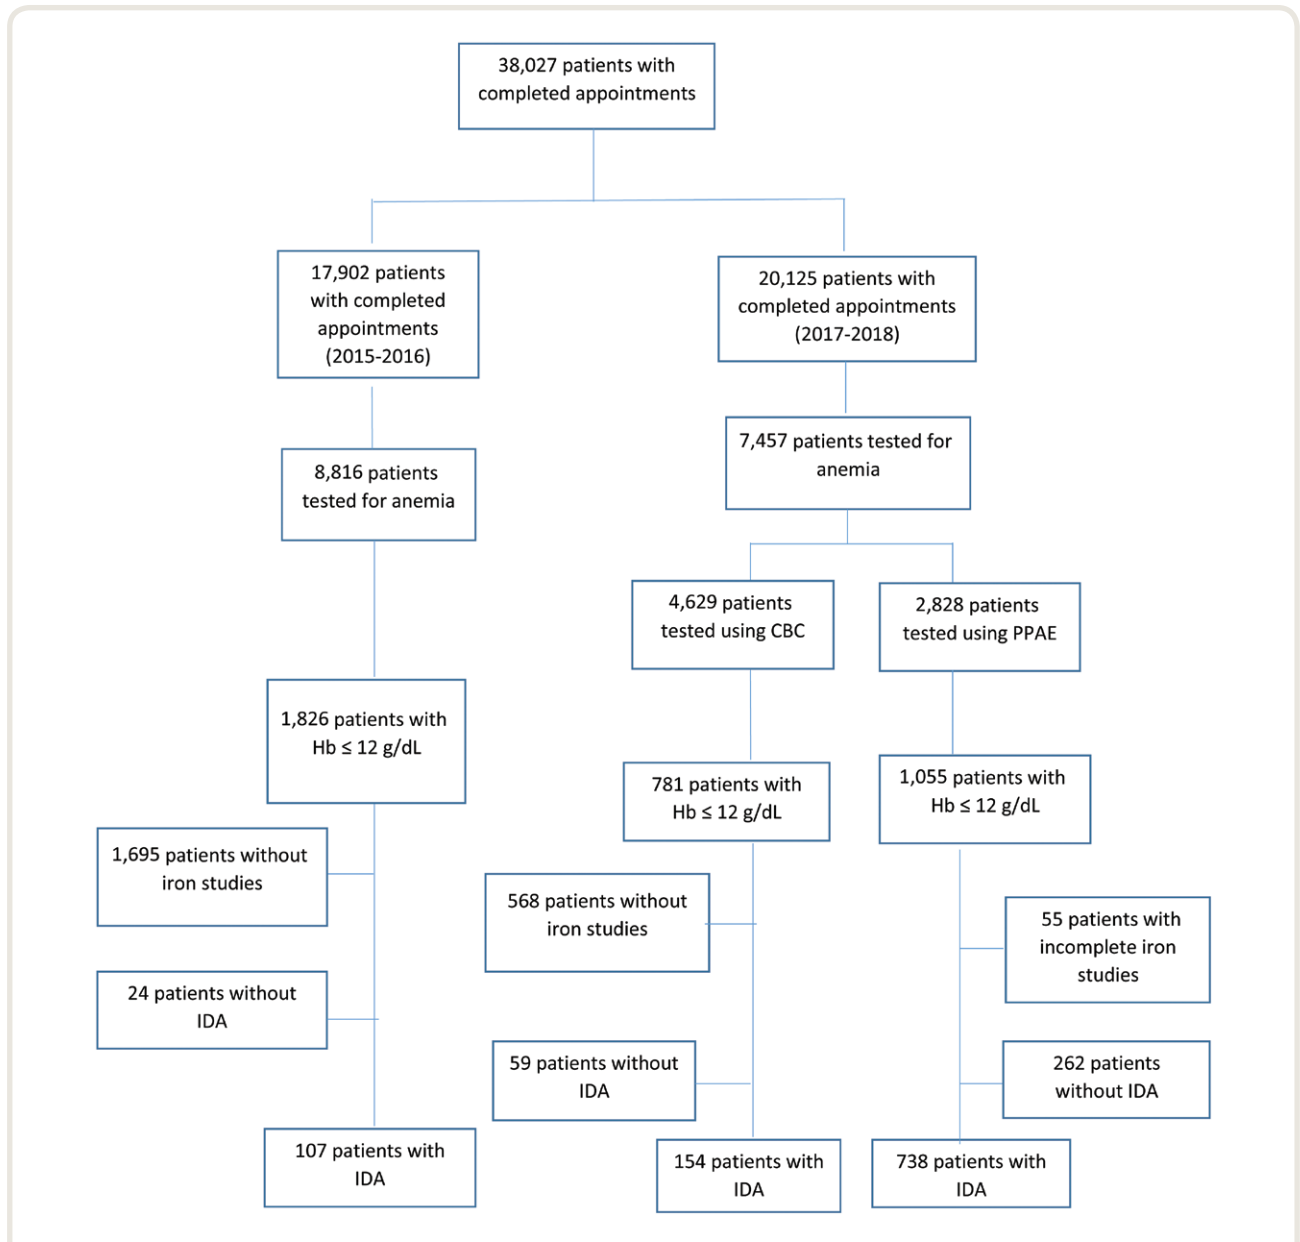 38,027 patients with
completed appointments
17,902 patients
with completed
appointments
(2015-2016)
20,125 patients with
completed appointments
(2017-2018)
8,816 patients
tested for anemia
7,457 patients tested for
anemia
4,629 patients
tested using CBC
2,828 patients
tested using PPAE
1,826 patients with
Hb ≤ 12 g/dL
781 patients with
Hb ≤ 12 g/dL
1,055 patients with
Hb ≤ 12 g/dL
1,695 patients without
iron studies
568 patients without
iron studies
55 patients with
incomplete iron
studies
24 patients without
IDA
59 patients without
IDA
262 patients
without IDA
107 patients with
IDA
154 patients with
IDA
738 patients with
IDA